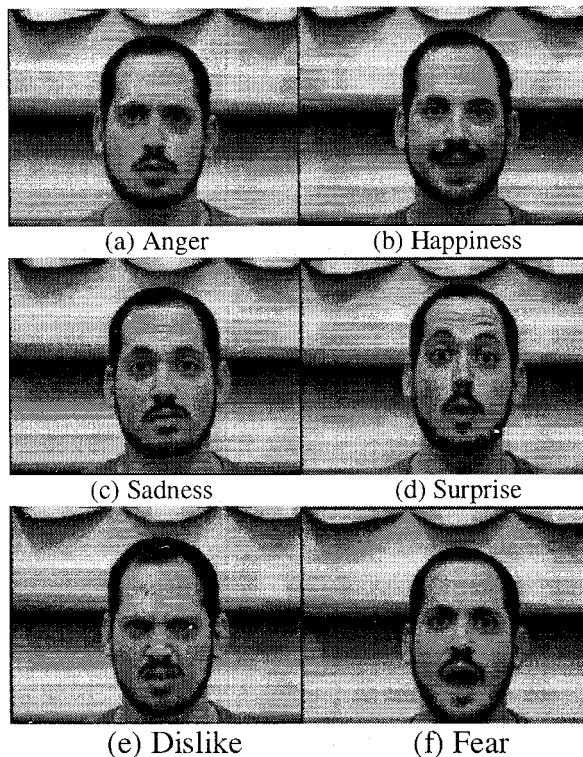 (a) Anger
(b) Happiness
(c) Sadness
(d) Surprise
(e) Dislike
(f) Fear